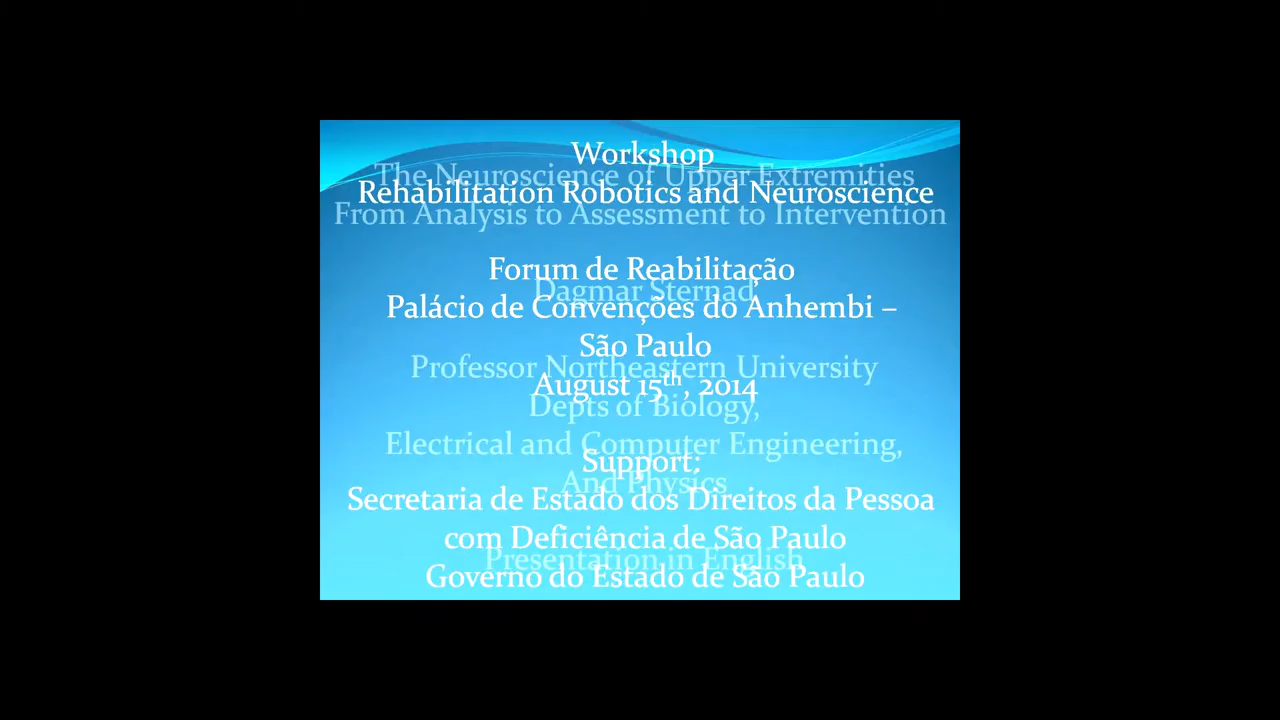 Workshop
Rehabilitation Robotics and Neuroscience
Forum de Reabilitação
Palácio de Convenções do Anhembi –
São Paulo
August 15th, 2014
Support:
Secretaria de Estado dos Direitos da Pessoa
com Deficiência de São Paulo
Governo do Estado de São Paulo
The Neuroscience of Upper Extremities
From Analysis to Assessment to Intervention
Dagmar Sternad
Professor Northeastern University
Depts of Biology,
Electrical and Computer Engineering,
And Physics
Presentation in English